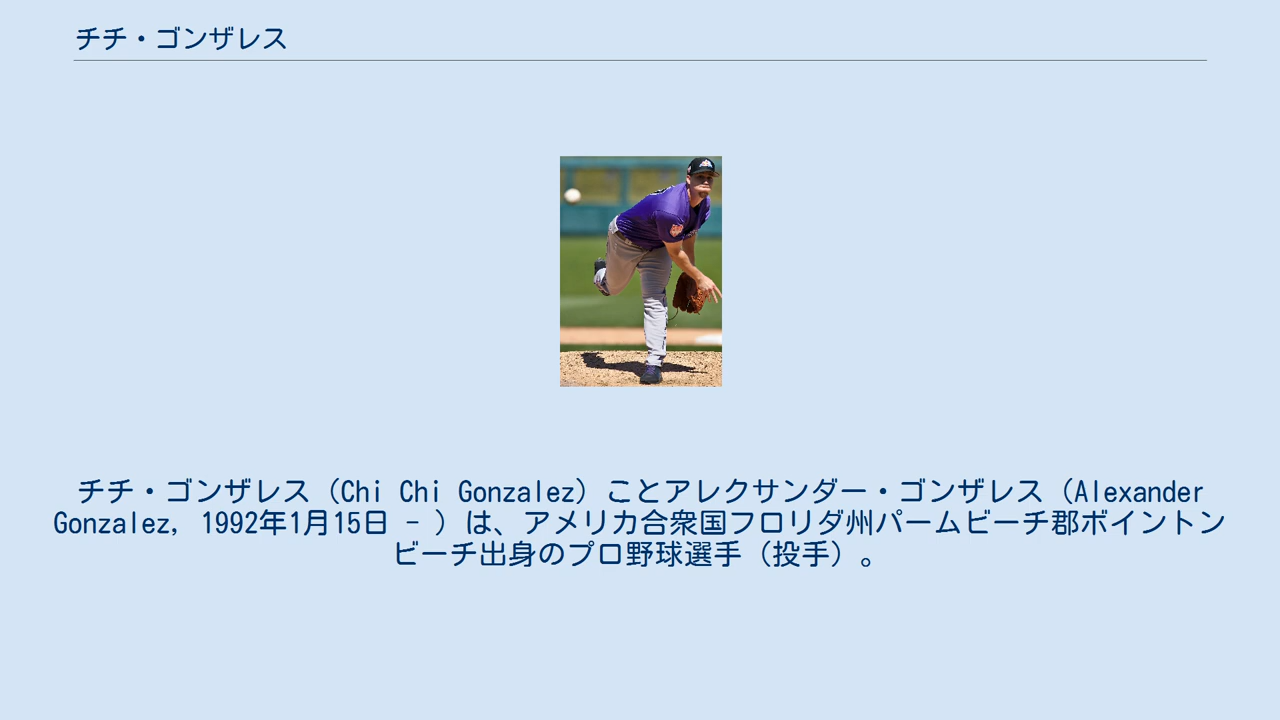 チチ・ゴンザレス
チチ・ゴンザレス（Chi Chi Gonzalez）ことアレクサンダー・ゴンザレス（Alexander
Gonzalez, 1992年1月15日 - ）は、アメリカ合衆国フロリダ州パームビーチ郡ボイントン
ビーチ出身のプロ野球選手（投手）。